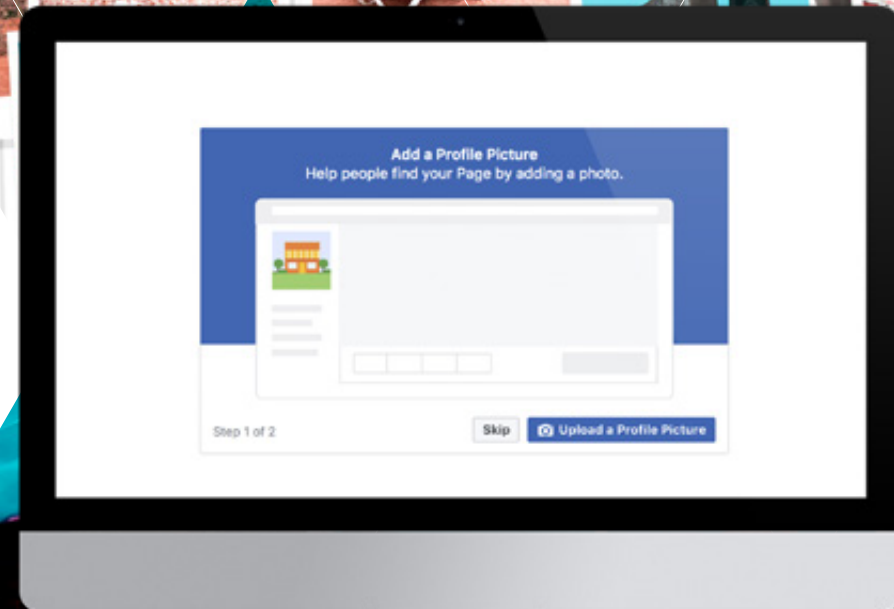 Add a Profile Picture
Help people find your Page by adding a photo.
Step 1 of 2
Skip
Upload a Profile Picture